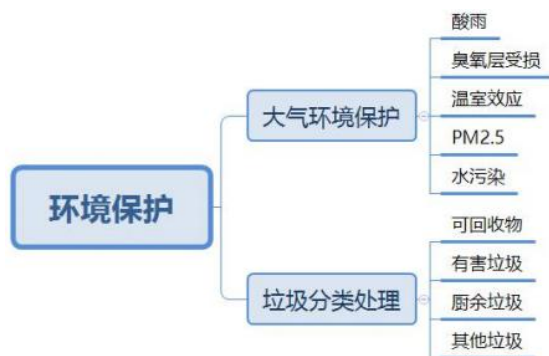 环境保护
大气环境保护
酸雨
臭氧层受损
温室效应
PM2.5
水污染
垃圾分类处理
可回收物
有害垃圾
厨余垃圾
其他垃圾